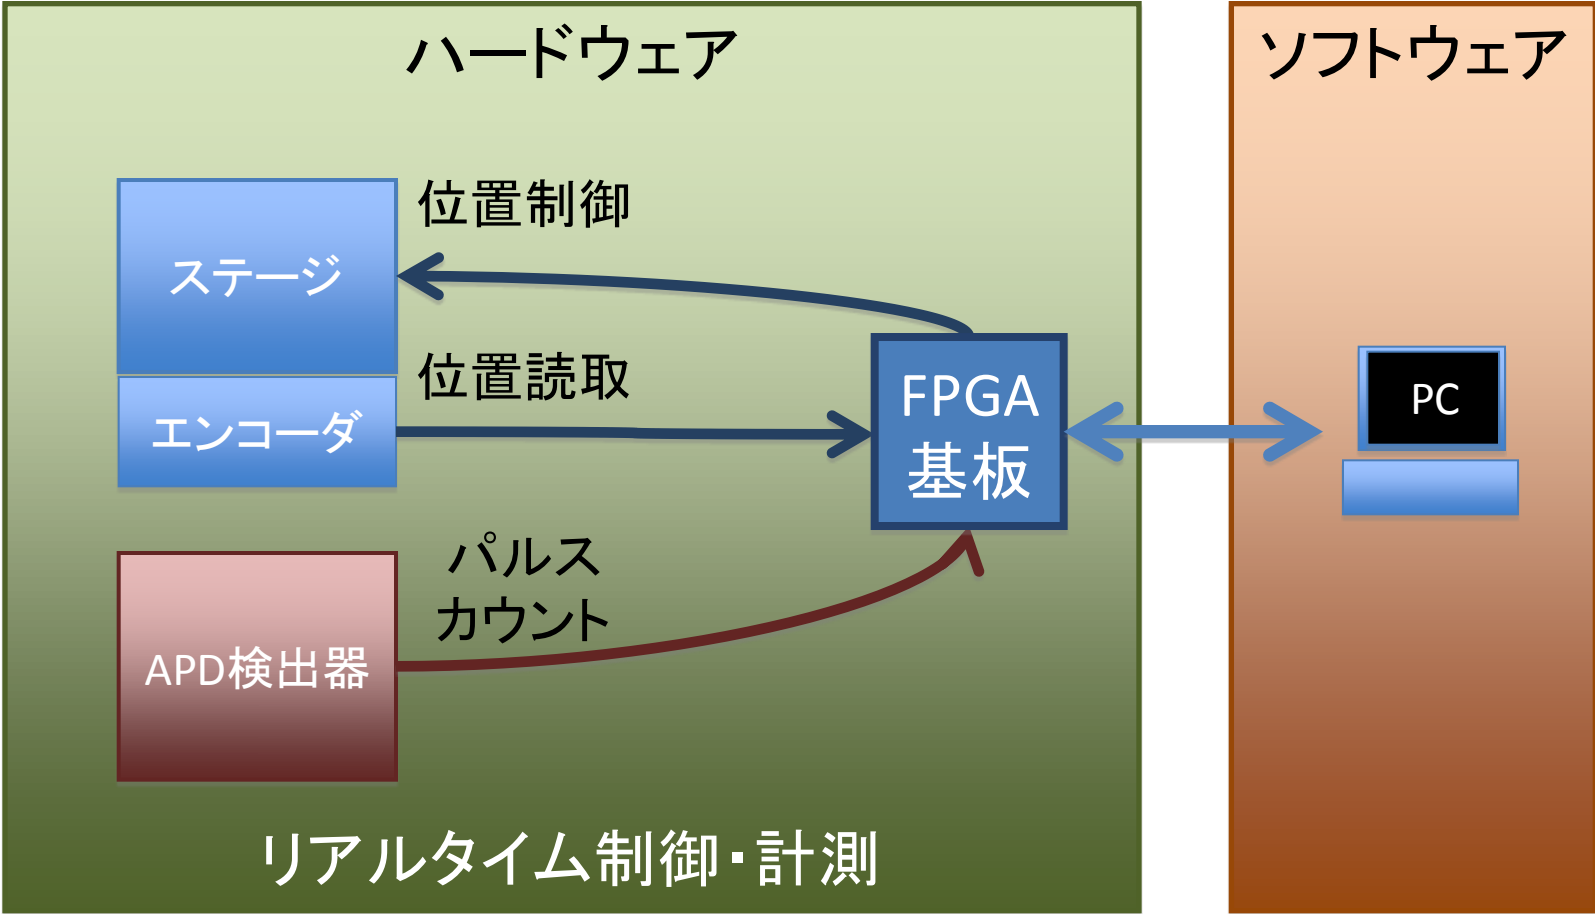 ハードウェア
ソフトウェア
位置制御
ステージ
位置読取
エンコーダ
FPGA
基板
PC
パルス
カウント
APD検出器
リアルタイム制御・計測